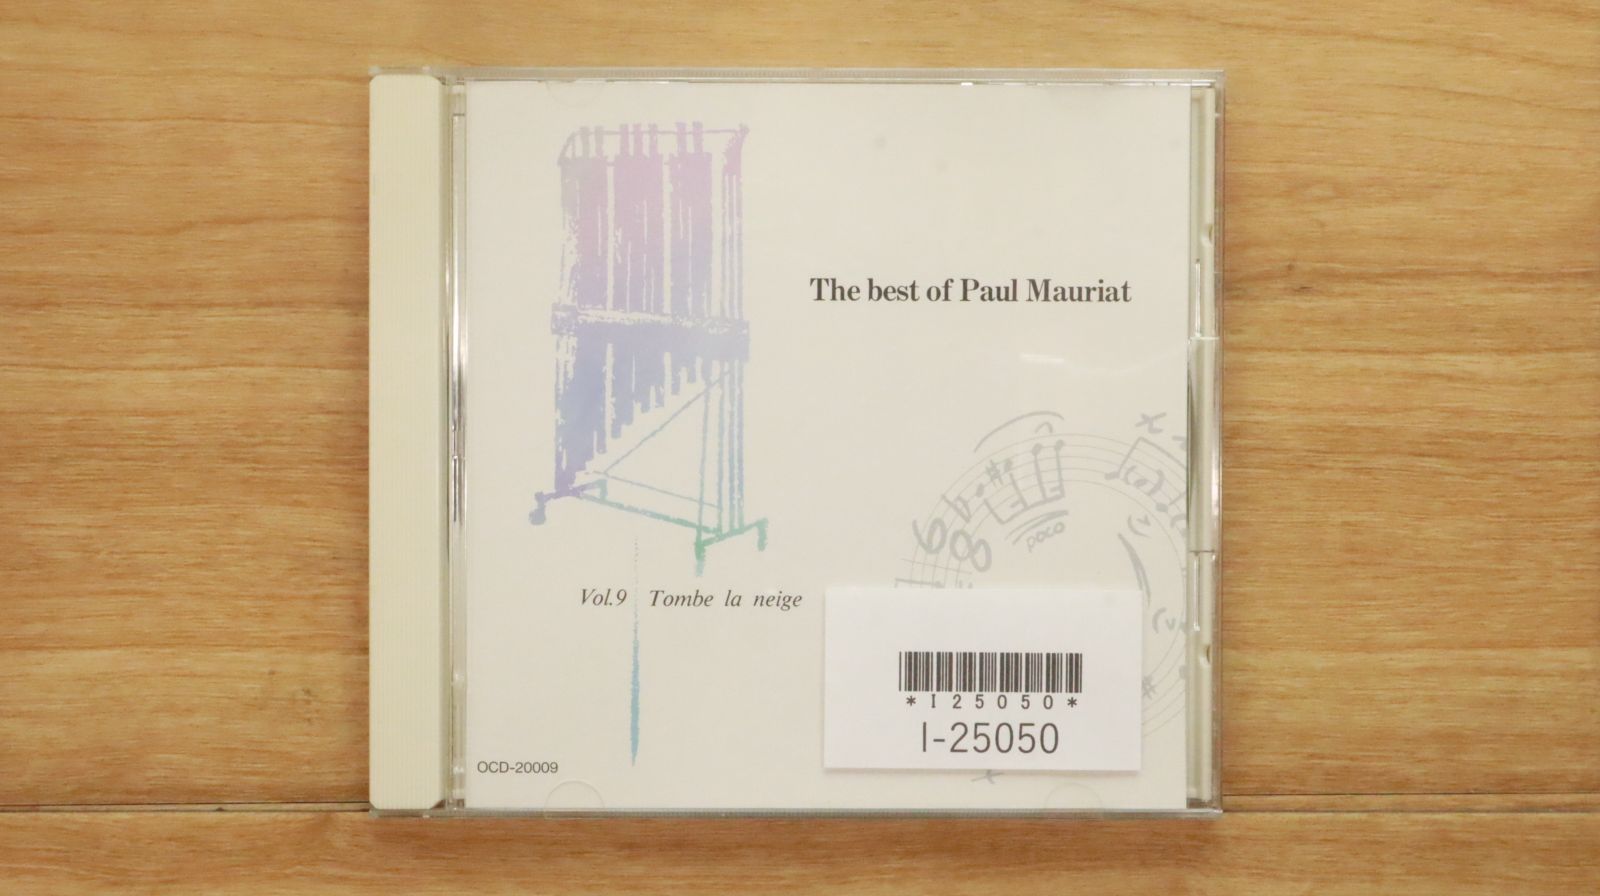 The best of Paul Mauriat
poco
Vol.9 Tombe la neige
*I25050*
I-25050
OCD-20009